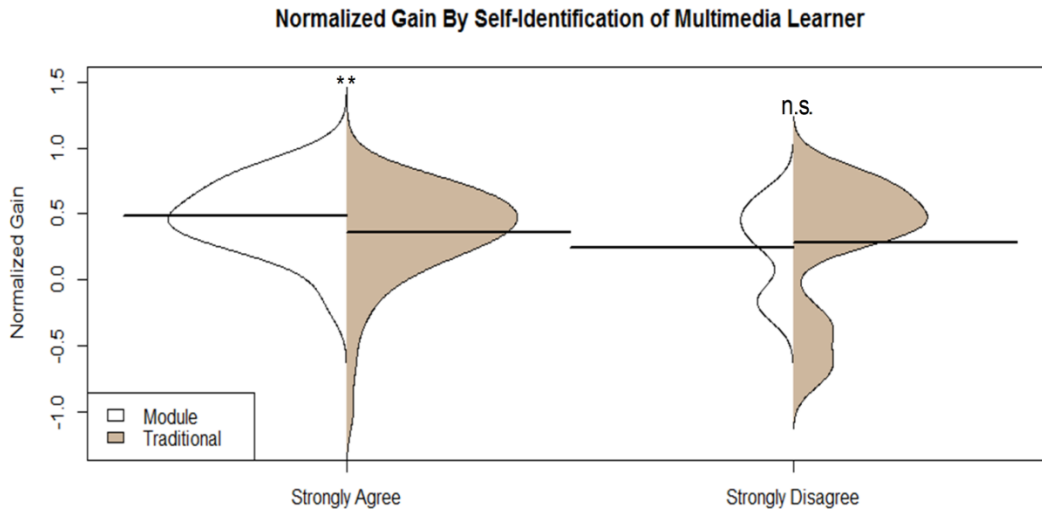 Normalized Gain By Self-Identification of Multimedia Learner
**
n.s.
1.5
1.0
0.5
0.0
-0.5
-1.0
Normalized Gain
Module
Traditional
Strongly Agree
Strongly Disagree